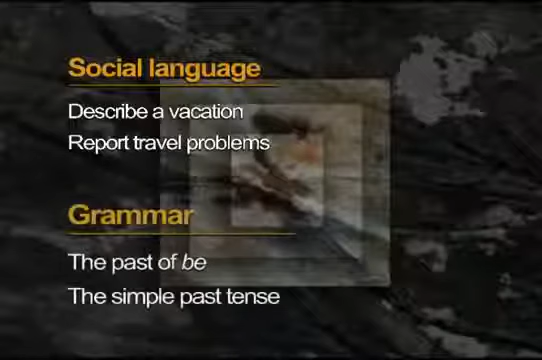 Social language
Describe a vacation
Report travel problems
Grammar
The past of be
The simple past tense